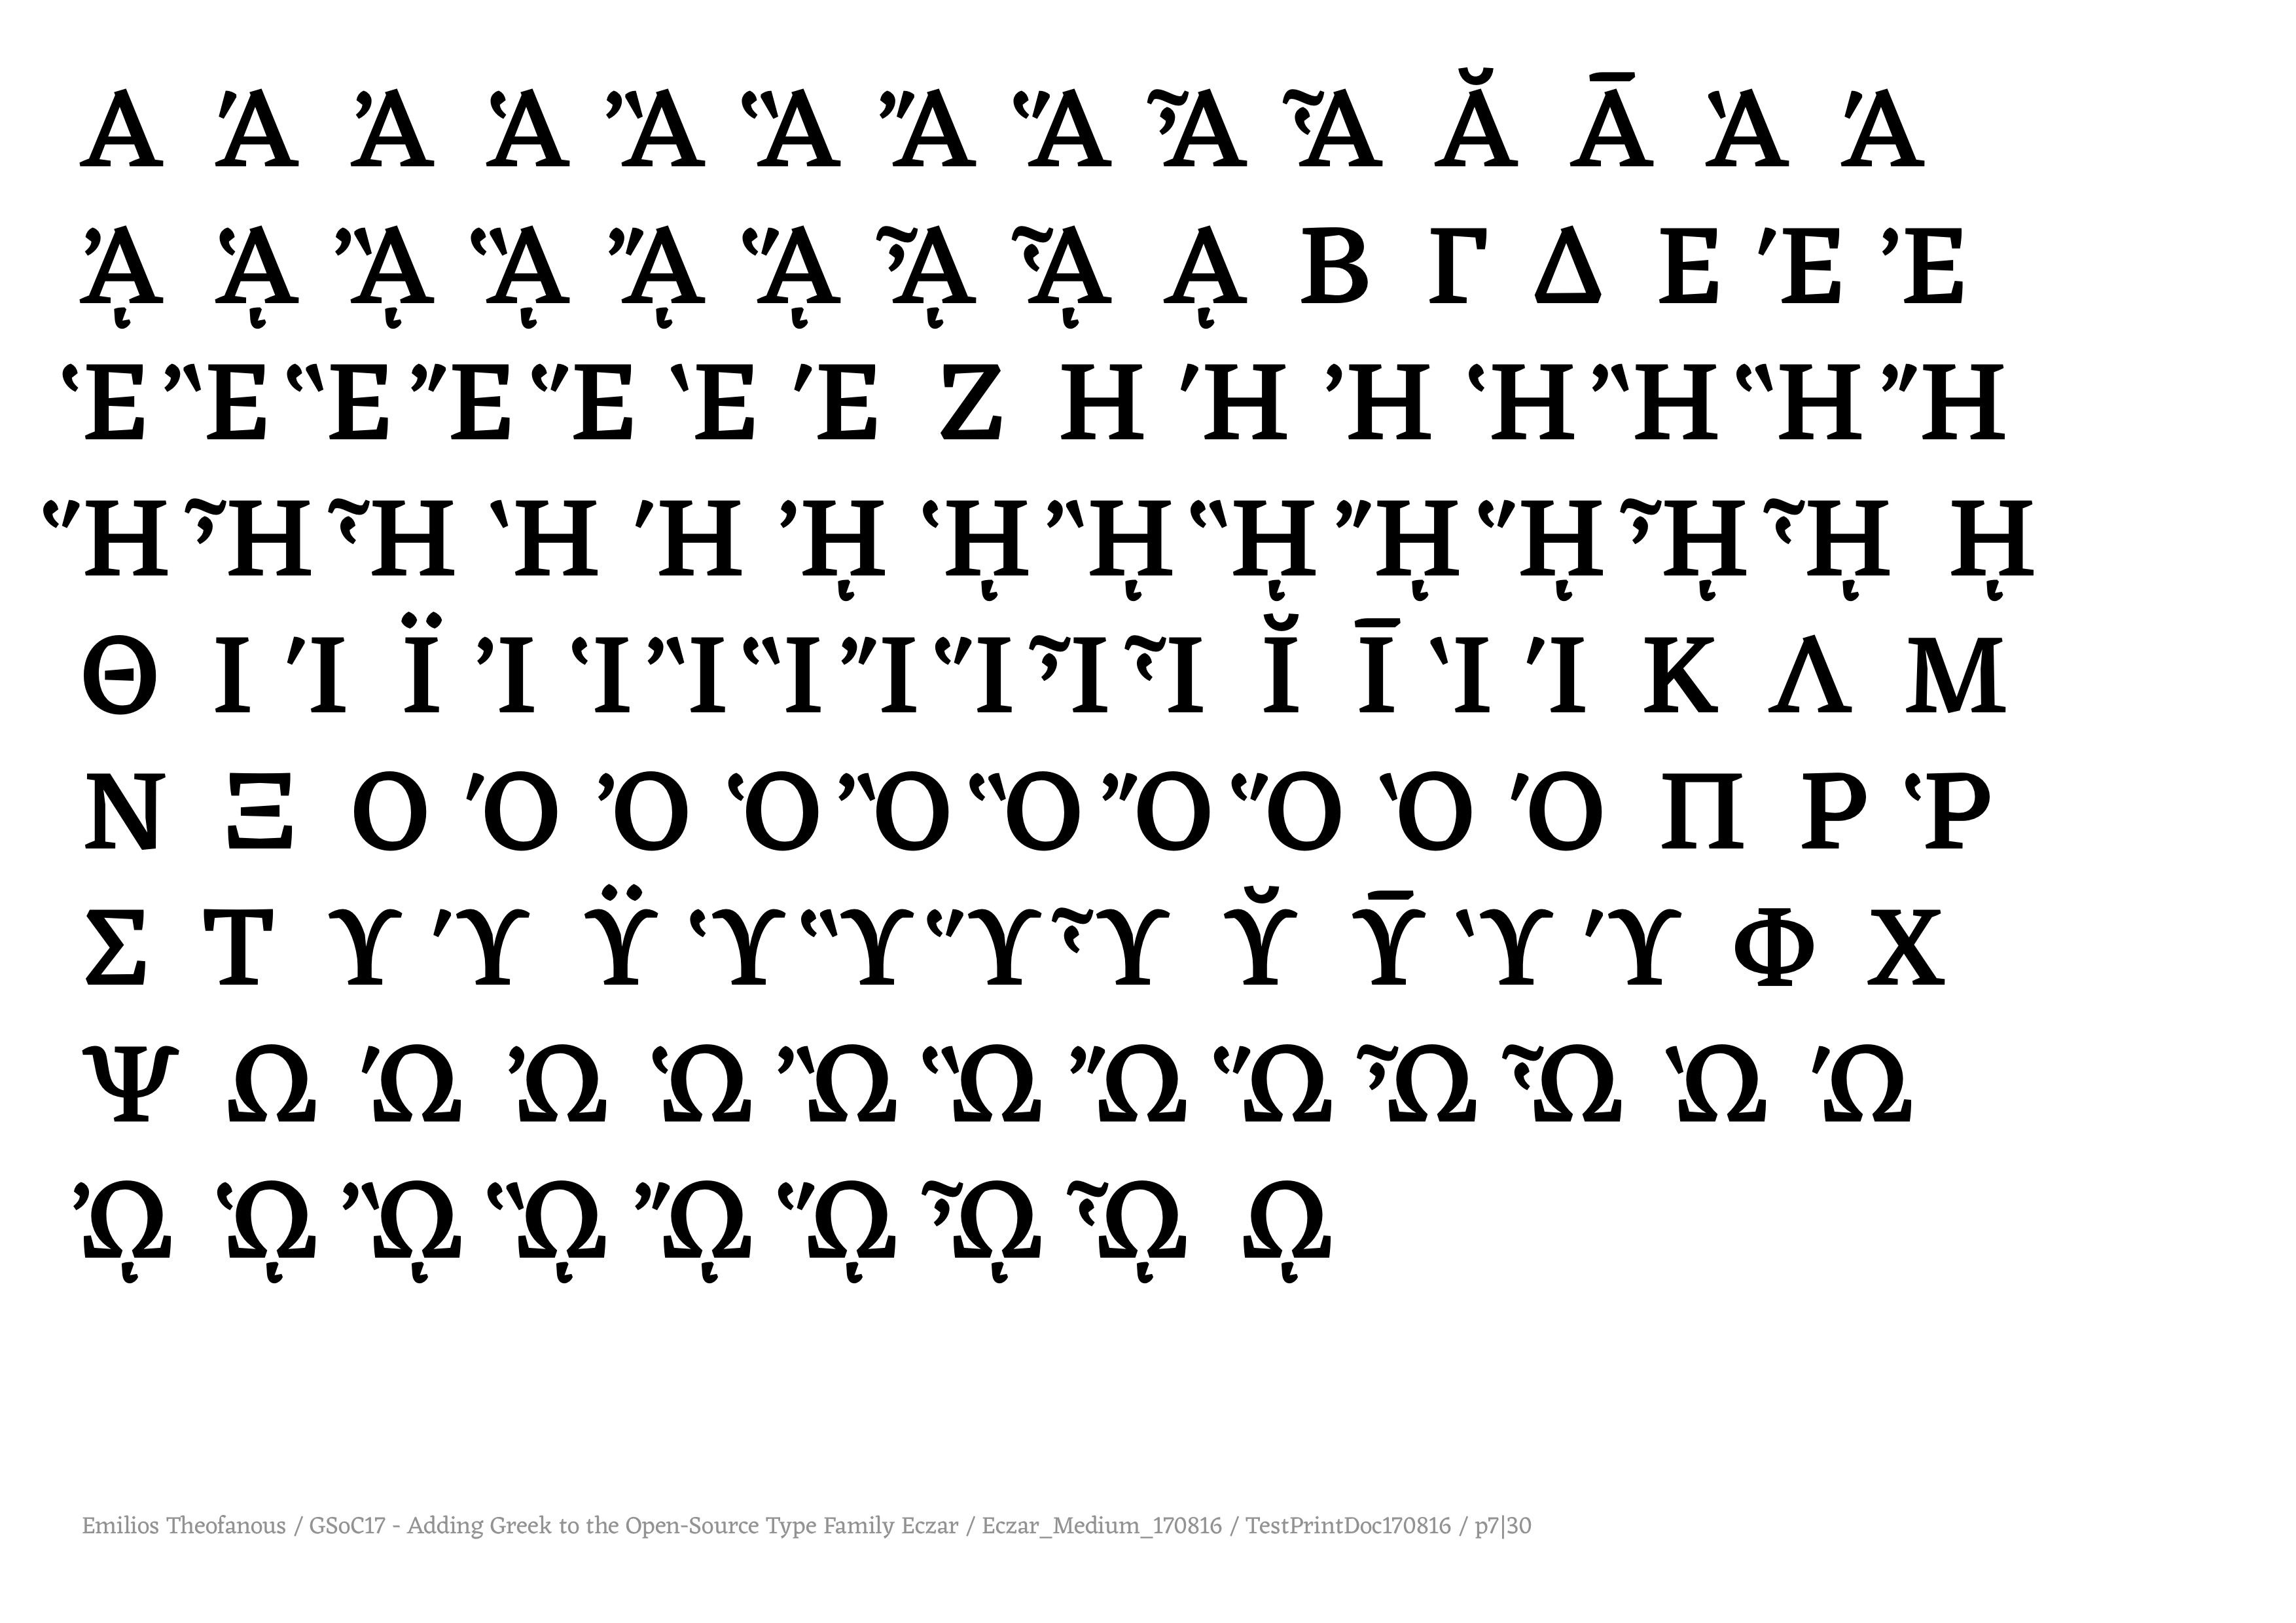 Α Ά Ἀ Ἁ Ἂ Ἃ Ἄ Ἅ Ἆ Ἇ Ᾰ Ᾱ Ὰ Ά
ᾈ ᾉ ᾊ ᾋ ᾌ ᾍ ᾎ ᾏ ᾼ Β Γ Δ Ε Έ Ἐ
Ἑ Ἒ Ἓ Ἔ Ἕ Ὲ Έ Ζ Η Ή Ἠ Ἡ Ἢ Ἣ Ἤ
Ἥ Ἦ Ἧ Ὴ Ή ᾘ ᾙ ᾚ ᾛ ᾜ ᾝ ᾞ ᾟ ῌ
Θ Ι Ί Ϊ Ἰ Ἱ Ἲ Ἳ Ἴ Ἵ Ἶ Ἷ Ῐ Ῑ Ὶ Ί Κ Λ Μ
Ν Ξ Ο Ό Ὀ Ὁ Ὂ Ὃ Ὄ Ὅ Ὸ Ό Π Ρ Ῥ
Σ Τ Υ Ύ Ϋ Ὑ Ὓ Ὕ Ὗ Ῠ Ῡ Ὺ Ύ Φ Χ
Ψ Ω Ώ Ὠ Ὡ Ὢ Ὣ Ὤ Ὥ Ὦ Ὧ Ὼ Ώ
ᾨ ᾩ ᾪ ᾫ ᾬ ᾭ ᾮ ᾯ ῼ
Emilios Theofanous / GSoC17 - Adding Greek to the Open-Source Type Family Eczar / Eczar_Medium_170816 / TestPrintDoc170816 / p7|30